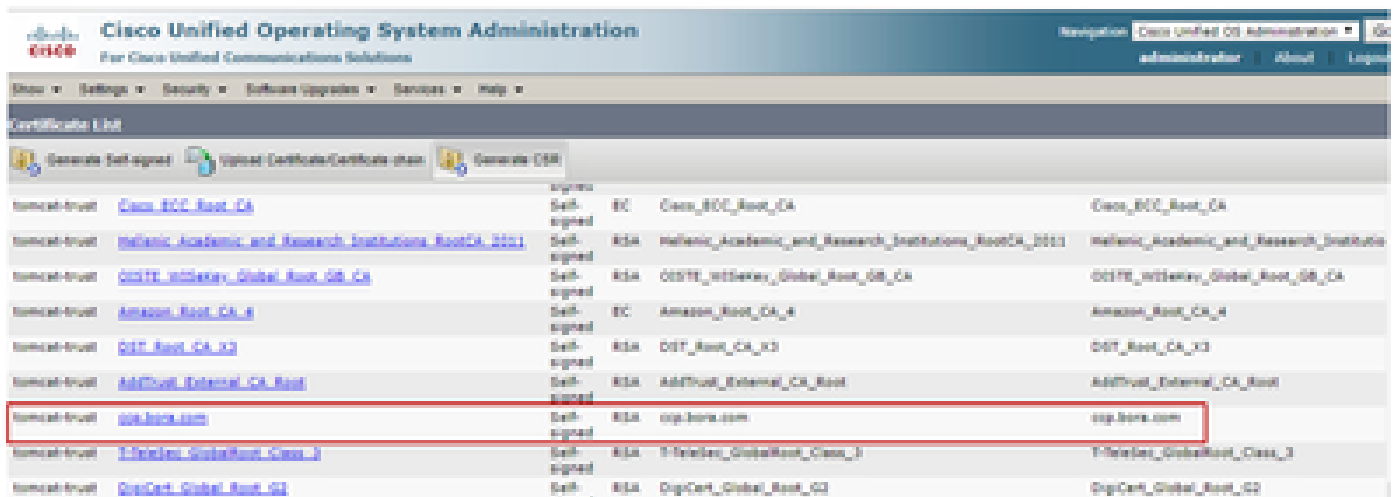 Cisco Unified Operating System Administration
CISCO
For Cisco Unified Communications Solutions
Navigation Cisco Unified OS Administration Go
administrator About Logout
Show Settings Security Software Upgrades Services Help
Certificate List
Generate Self-signed Upload Certificate/Certificate chain Generate CSR
signed
tomcat-trust Cisco_ECC_Root_CA Self-signed EC Cisco_ECC_Root_CA Cisco_ECC_Root_CA
tomcat-trust Hellenic_Academic_and_Research_Institutions_RootCA_2011 Self-signed RSA Hellenic_Academic_and_Research_Institutions_RootCA_2011 Hellenic_Academic_and_Research_Institutio
tomcat-trust OISTE_WISeKey_Global_Root_GB_CA Self-signed RSA OISTE_WISeKey_Global_Root_GB_CA OISTE_WISeKey_Global_Root_GB_CA
tomcat-trust Amazon_Root_CA_4 Self-signed EC Amazon_Root_CA_4 Amazon_Root_CA_4
tomcat-trust DST_Root_CA_X3 Self-signed RSA DST_Root_CA_X3 DST_Root_CA_X3
tomcat-trust AddTrust_External_CA_Root Self-signed RSA AddTrust_External_CA_Root AddTrust_External_CA_Root
tomcat-trust ccp.bora.com Self-signed RSA ccp.bora.com ccp.bora.com
tomcat-trust T-TeleSec_GlobalRoot_Class_3 Self-signed RSA T-TeleSec_GlobalRoot_Class_3 T-TeleSec_GlobalRoot_Class_3
tomcat-trust DigiCert_Global_Root_G2 Self- RSA DigiCert_Global_Root_G2 DigiCert_Global_Root_G2